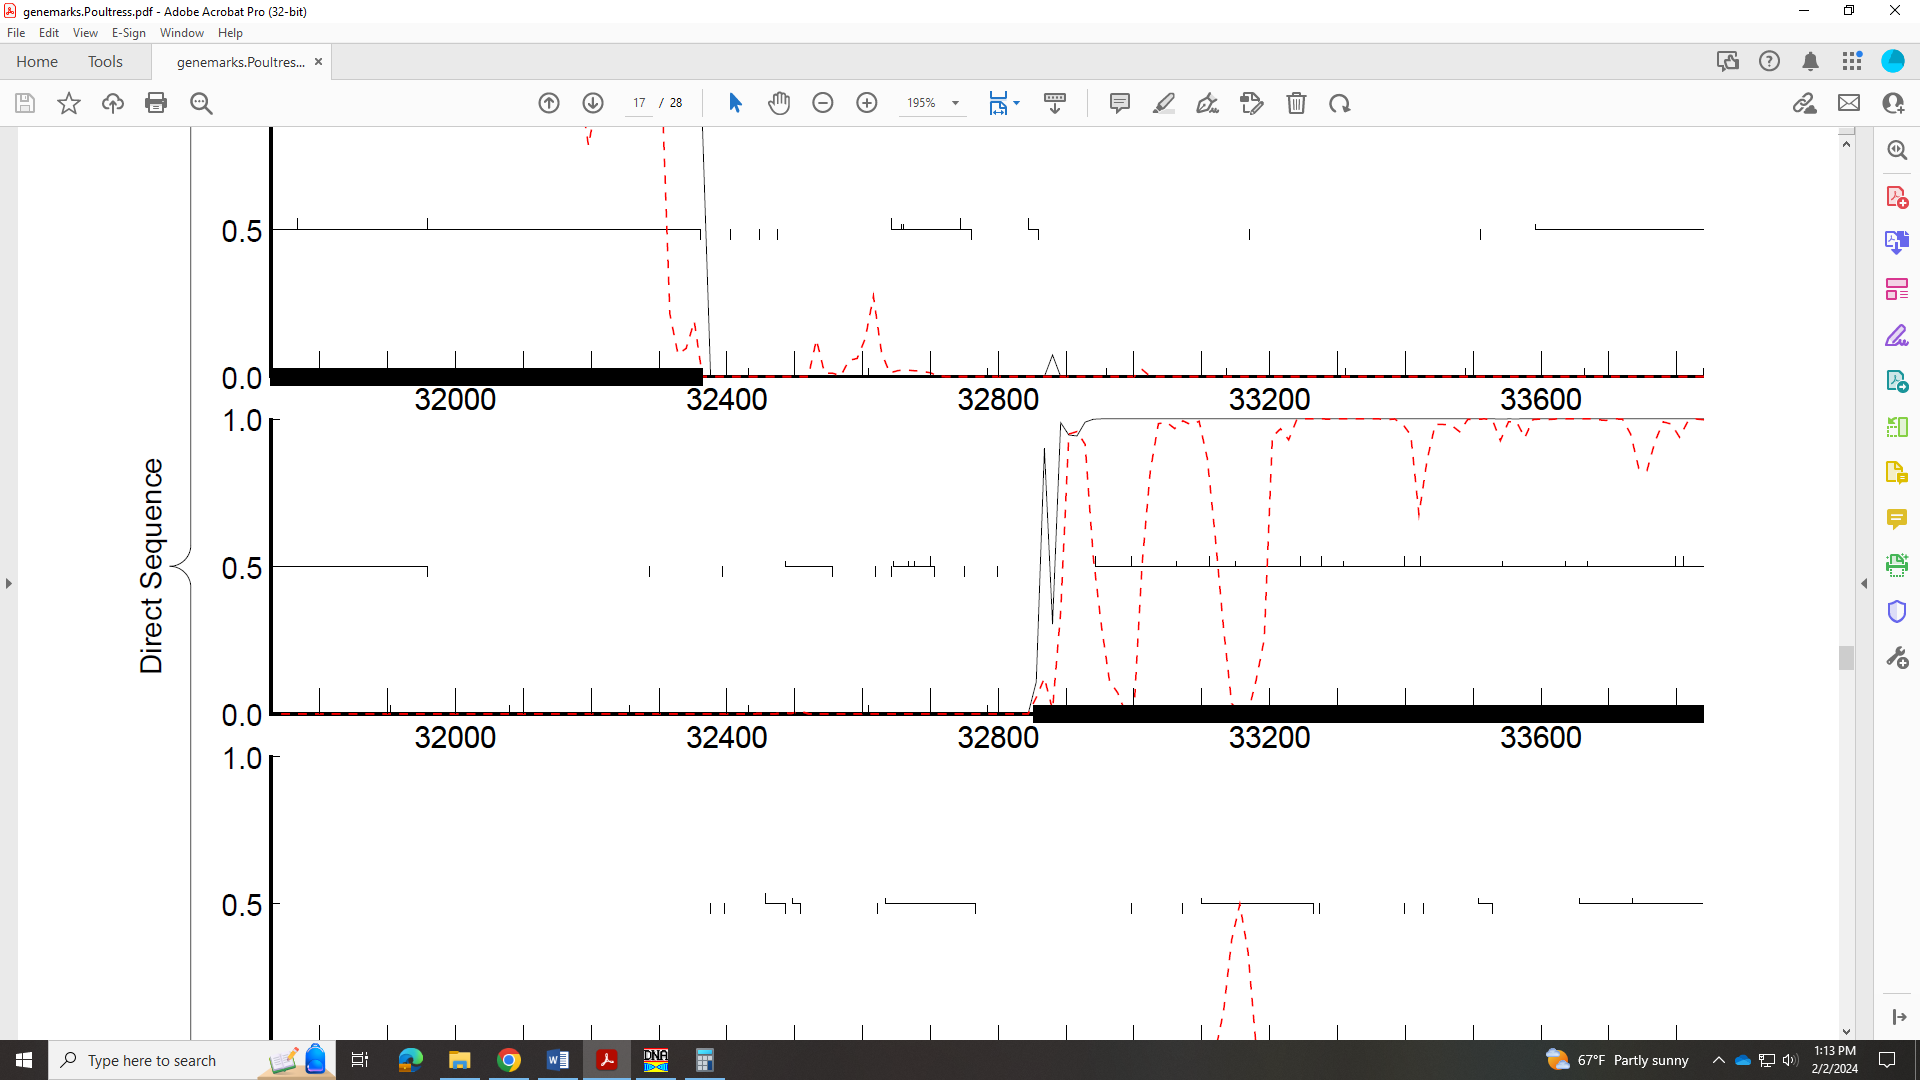 genemarks.Poultress.pdf - Adobe Acrobat Pro (32-bit)
File Edit View E-Sign Window Help
Home Tools genemarks.Poultres... ×
17 / 28 195%
0.5
0.0
32000 32400 32800 33200 33600
1.0
Direct Sequence
0.5
0.0
32000 32400 32800 33200 33600
1.0
0.5
Type here to search
DNA
67°F Partly sunny
1:13 PM
2/2/2024